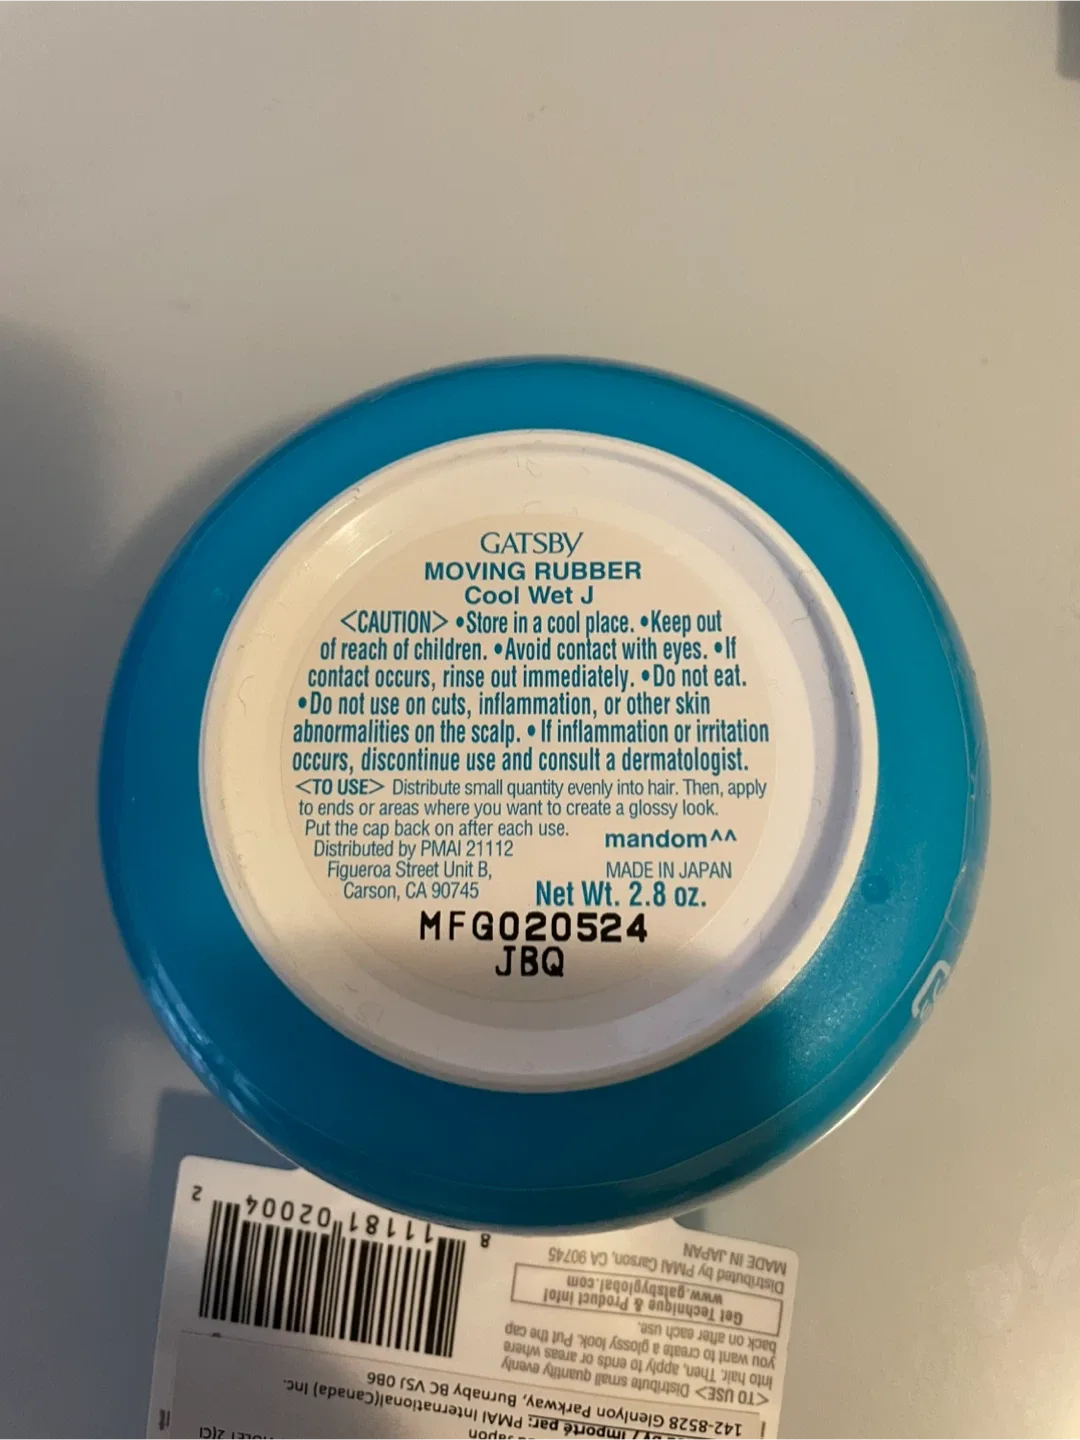 GATSBY
MOVING RUBBER
Cool Wet J
<CAUTION> •Store in a cool place. •Keep out
of reach of children. •Avoid contact with eyes. •If
contact occurs, rinse out immediately. •Do not eat.
•Do not use on cuts, inflammation, or other skin
abnormalities on the scalp. • If inflammation or irritation
occurs, discontinue use and consult a dermatologist.
<TO USE> Distribute small quantity evenly into hair. Then, apply
to ends or areas where you want to create a glossy look.
Put the cap back on after each use.
Distributed by PMAI 21112
Figueroa Street Unit B,
Carson, CA 90745
mandom^^
MADE IN JAPAN
Net Wt. 2.8 oz.
MFG020524
JBQ
Japon
by / importé par: PMAI International(Canada) Inc.
142-8528 Glenlyon Parkway, Burnaby BC V5J 0B6
<TO USE> Distribute small quantity evenly
into hair. Then, apply to ends or areas where
you want to create a glossy look. Put the cap
back on after each use.
Get Technique & Product info!
www.gatsbyglobal.com
Distributed by PMAI Carson, CA 90745
MADE IN JAPAN
8 11181 02004 2